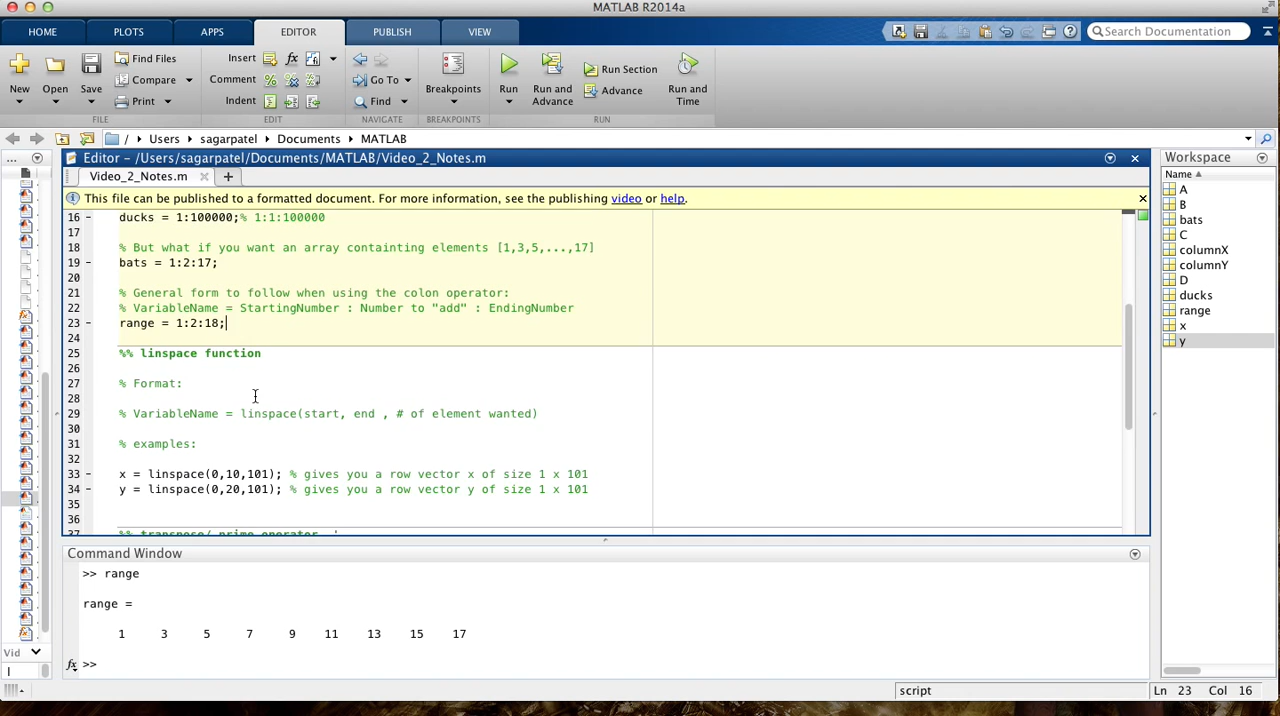 MATLAB R2014a
HOME PLOTS APPS EDITOR PUBLISH VIEW Search Documentation
New Open Save Find Files Compare Print Insert Comment Indent Go To Find Breakpoints Run Run and Advance Run Section Advance Run and Time
FILE EDIT NAVIGATE BREAKPOINTS RUN
/ Users sagarpatel Documents MATLAB
... Editor - /Users/sagarpatel/Documents/MATLAB/Video_2_Notes.m
Video_2_Notes.m
This file can be published to a formatted document. For more information, see the publishing video or help.
16 ducks = 1:100000;% 1:1:100000
17
18 % But what if you want an array containting elements [1,3,5,...,17]
19 bats = 1:2:17;
20
21 % General form to follow when using the colon operator:
22 % VariableName = StartingNumber : Number to "add" : EndingNumber
23 range = 1:2:18;
24
25 %% linspace function
26
27 % Format:
28
29 % VariableName = linspace(start, end , # of element wanted)
30
31 % examples:
32
33 x = linspace(0,10,101); % gives you a row vector x of size 1 x 101
34 y = linspace(0,20,101); % gives you a row vector y of size 1 x 101
35
36
37 %% transpose/ prime operator '
Command Window
>> range
range =
1 3 5 7 9 11 13 15 17
fx >>
Workspace
Name
A
B
bats
C
columnX
columnY
D
ducks
range
x
y
Vid
script Ln 23 Col 16